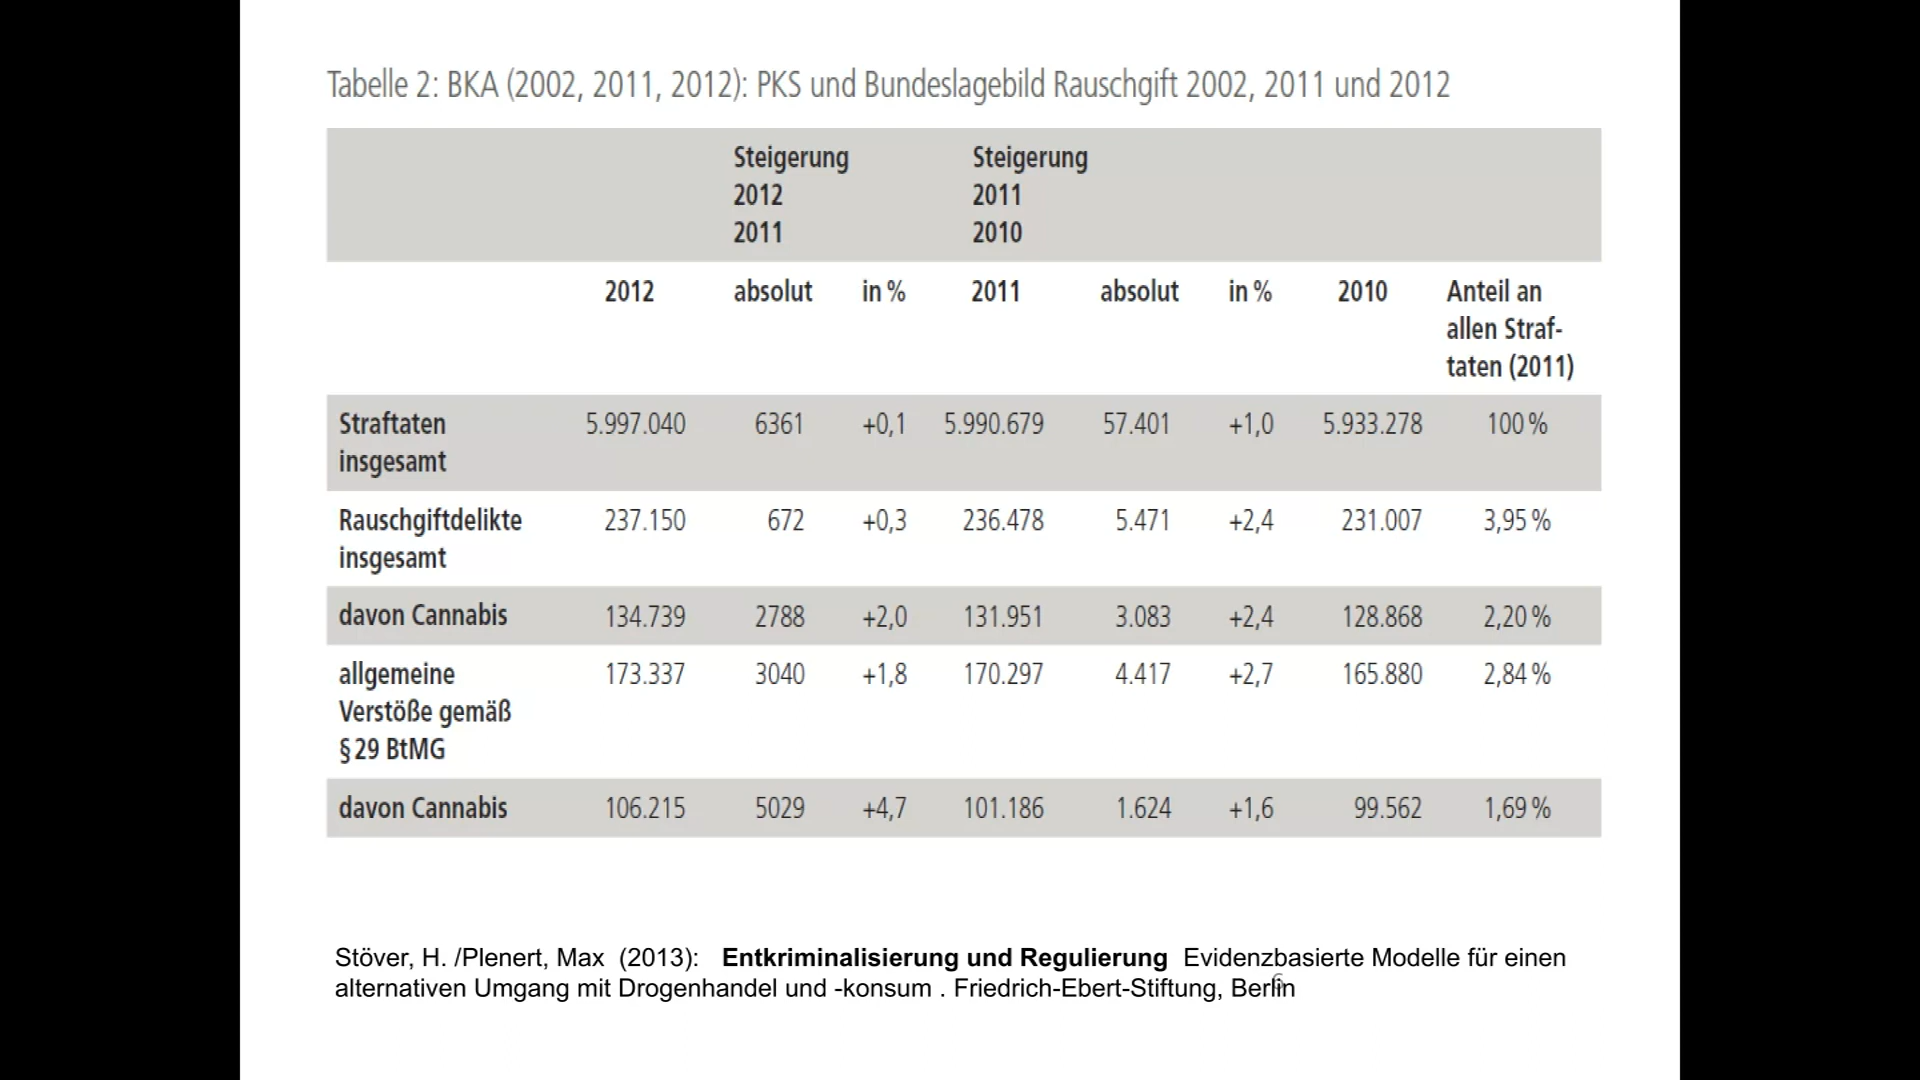 Tabelle 2: BKA (2002, 2011, 2012): PKS und Bundeslagebild Rauschgift 2002, 2011 und 2012
Steigerung Steigerung
2012 2011
2011 2010
2012 absolut in % 2011 absolut in % 2010 Anteil an
allen Straf-
taten (2011)
Straftaten 5.997.040 6361 +0,1 5.990.679 57.401 +1,0 5.933.278 100 %
insgesamt
Rauschgiftdelikte 237.150 672 +0,3 236.478 5.471 +2,4 231.007 3,95 %
insgesamt
davon Cannabis 134.739 2788 +2,0 131.951 3.083 +2,4 128.868 2,20 %
allgemeine 173.337 3040 +1,8 170.297 4.417 +2,7 165.880 2,84 %
Verstöße gemäß
§ 29 BtMG
davon Cannabis 106.215 5029 +4,7 101.186 1.624 +1,6 99.562 1,69 %
Stöver, H. /Plenert, Max (2013): Entkriminalisierung und Regulierung Evidenzbasierte Modelle für einen
alternativen Umgang mit Drogenhandel und -konsum . Friedrich-Ebert-Stiftung, Berlin
6